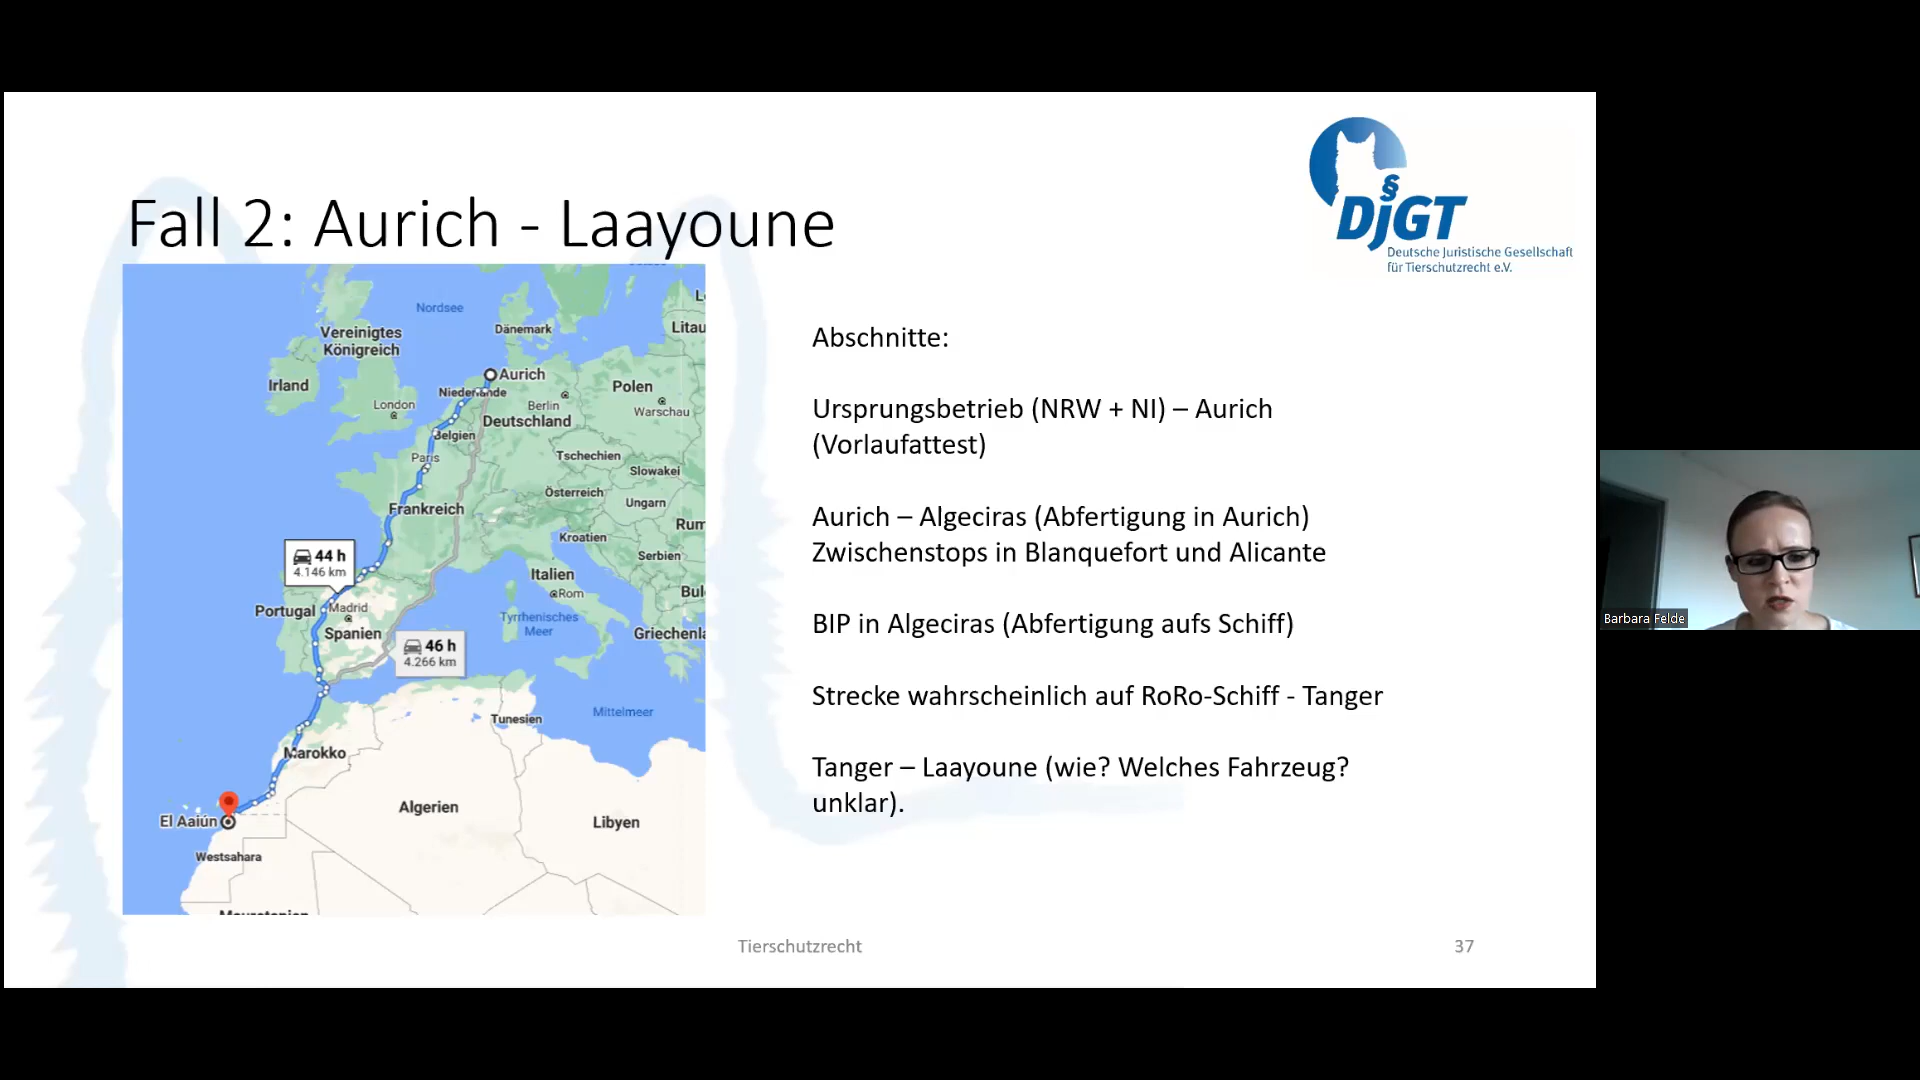 Fall 2: Aurich - Laayoune
§
DJGT
Deutsche Juristische Gesellschaft
für Tierschutzrecht e.V.
Nordsee
Dänemark
Litau
Vereinigtes
Königreich
Irland
Aurich
Niederlande
London
Berlin
Polen
Warschau
Deutschland
Belgien
Paris
Tschechien
Slowakei
Österreich
Ungarn
Frankreich
Rum
Kroatien
Serbien
44 h
4.146 km
Italien
Rom
Bul
Portugal
Madrid
Spanien
Tyrrhenisches
Meer
Griechenla
46 h
4.266 km
Tunesien
Mittelmeer
Marokko
Algerien
Libyen
El Aaiún
Westsahara
Abschnitte:
Ursprungsbetrieb (NRW + NI) – Aurich
(Vorlaufattest)
Aurich – Algeciras (Abfertigung in Aurich)
Zwischenstops in Blanquefort und Alicante
BIP in Algeciras (Abfertigung aufs Schiff)
Strecke wahrscheinlich auf RoRo-Schiff - Tanger
Tanger – Laayoune (wie? Welches Fahrzeug?
unklar).
Tierschutzrecht
37
Barbara Felde